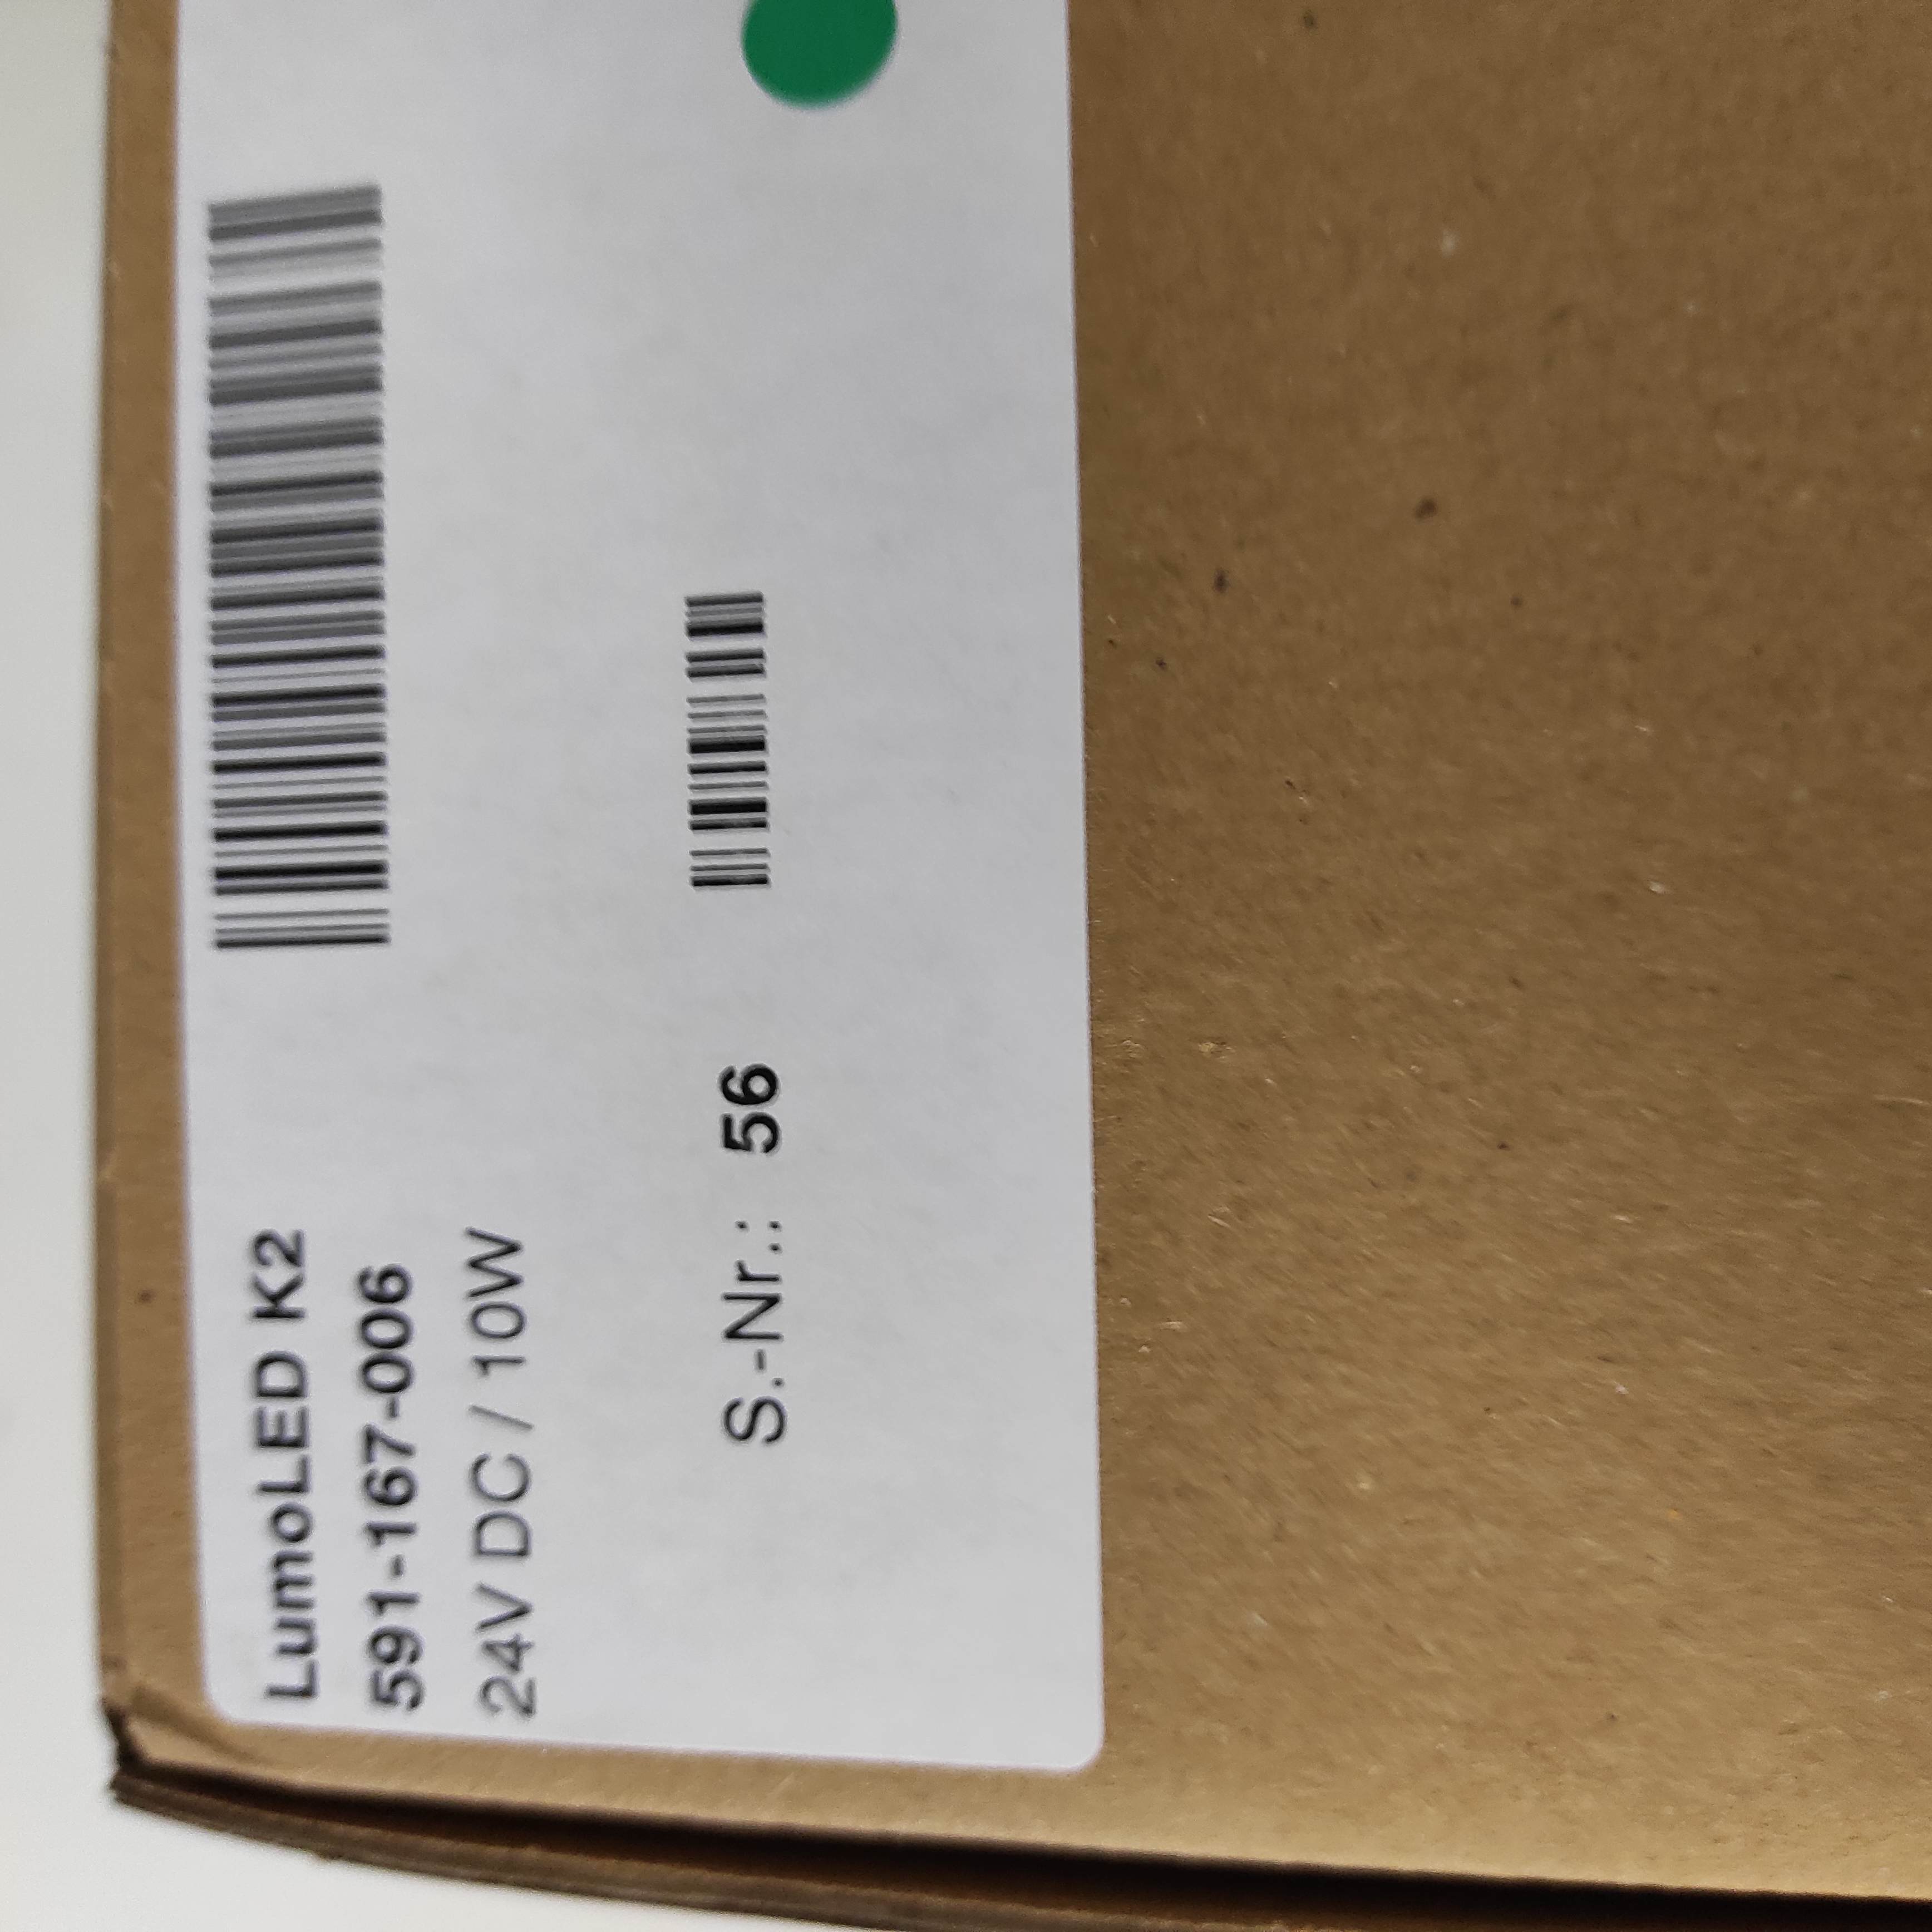 LumoLED K2
591-167-006
24V DC / 10W
S.-Nr.: 56